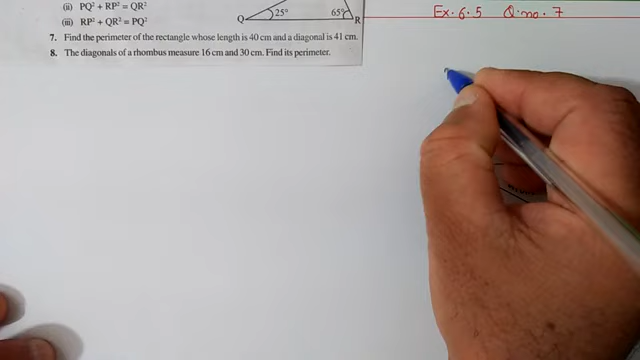 (ii) PQ² + RP² = QR²
(iii) RP² + QR² = PQ²
Q 25° 65° R
7. Find the perimeter of the rectangle whose length is 40 cm and a diagonal is 41 cm.
8. The diagonals of a rhombus measure 16 cm and 30 cm. Find its perimeter.
Ex. 6.5 Q. no. 7